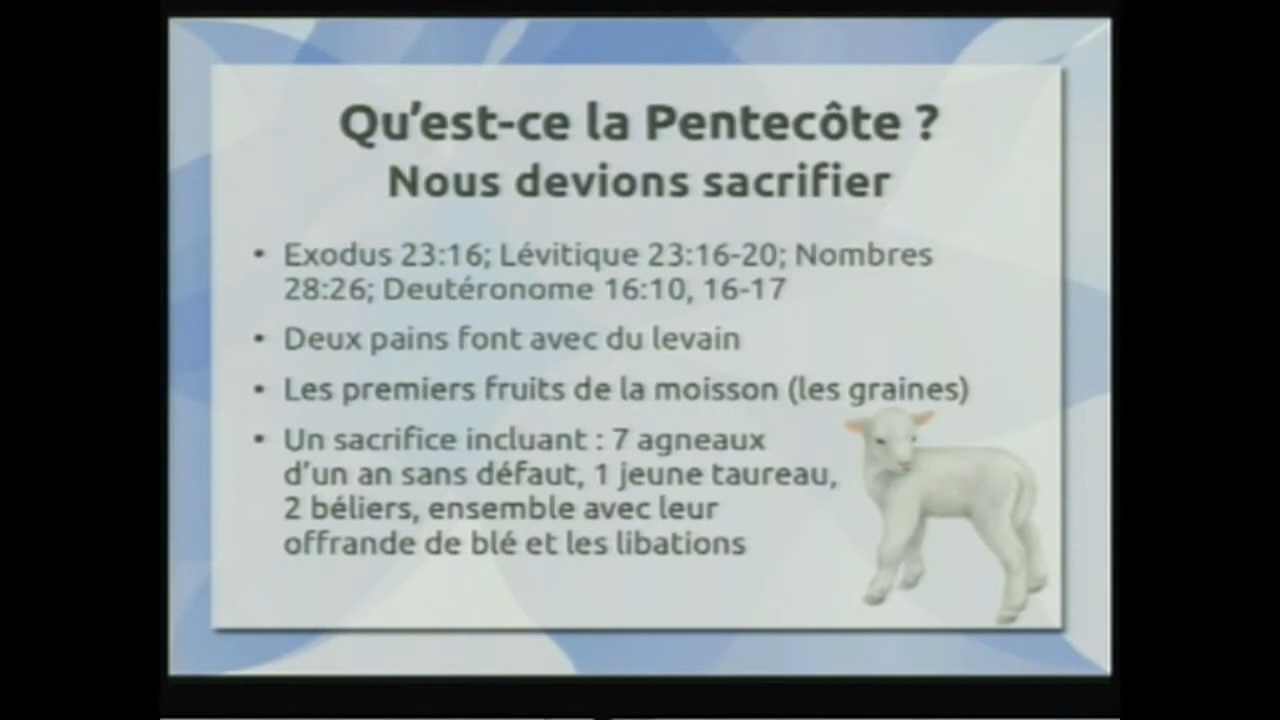 Qu’est-ce la Pentecôte ?
Nous devions sacrifier
• Exodus 23:16; Lévitique 23:16-20; Nombres
28:26; Deutéronome 16:10, 16-17
• Deux pains font avec du levain
• Les premiers fruits de la moisson (les graines)
• Un sacrifice incluant : 7 agneaux
d’un an sans défaut, 1 jeune taureau,
2 béliers, ensemble avec leur
offrande de blé et les libations